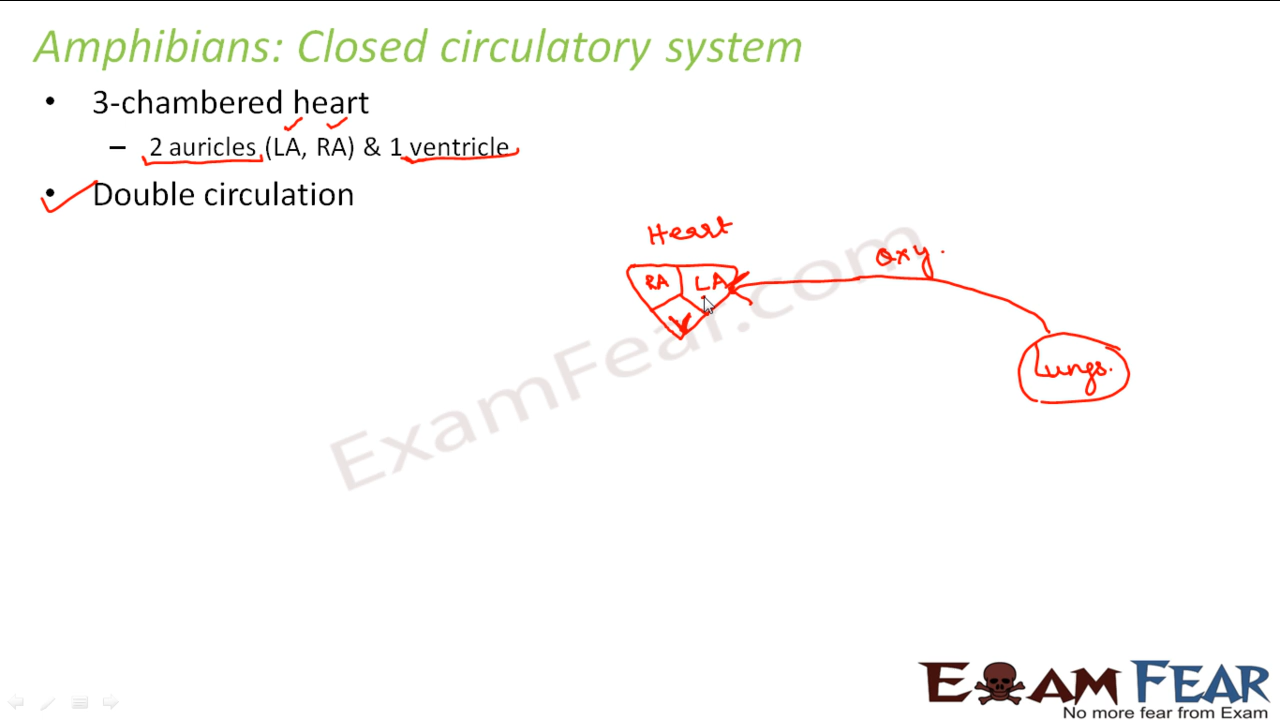 Amphibians: Closed circulatory system
• 3-chambered heart
– 2 auricles (LA, RA) & 1 ventricle
• Double circulation
Heart
Oxy.
RA LA
V
Lungs.
ExamFear.com
EXAM FEAR
No more fear from Exam